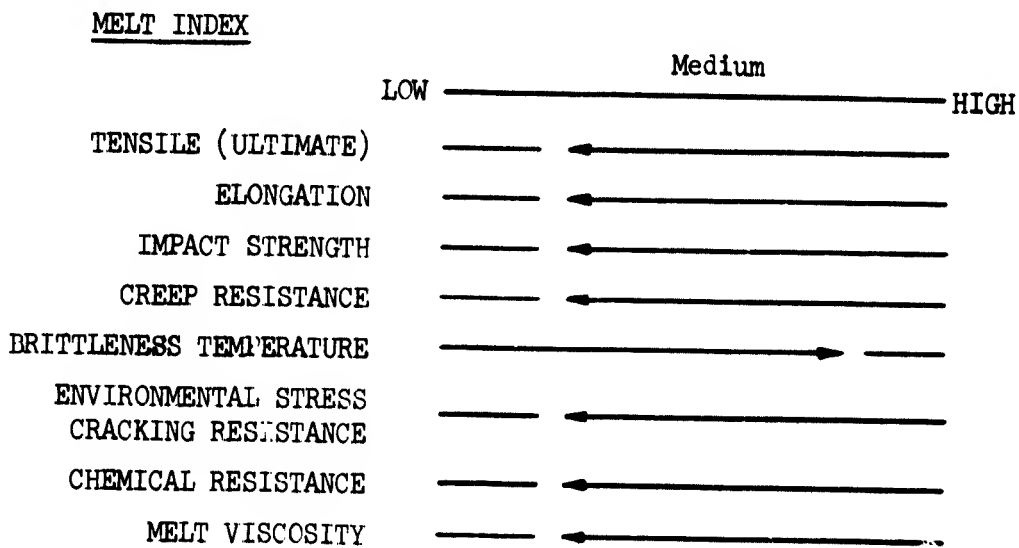 MELT INDEX
Medium
LOW HIGH
TENSILE (ULTIMATE)
ELONGATION
IMPACT STRENGTH
CREEP RESISTANCE
BRITTLENESS TEMPERATURE
ENVIRONMENTAL STRESS
CRACKING RESISTANCE
CHEMICAL RESISTANCE
MELT VISCOSITY